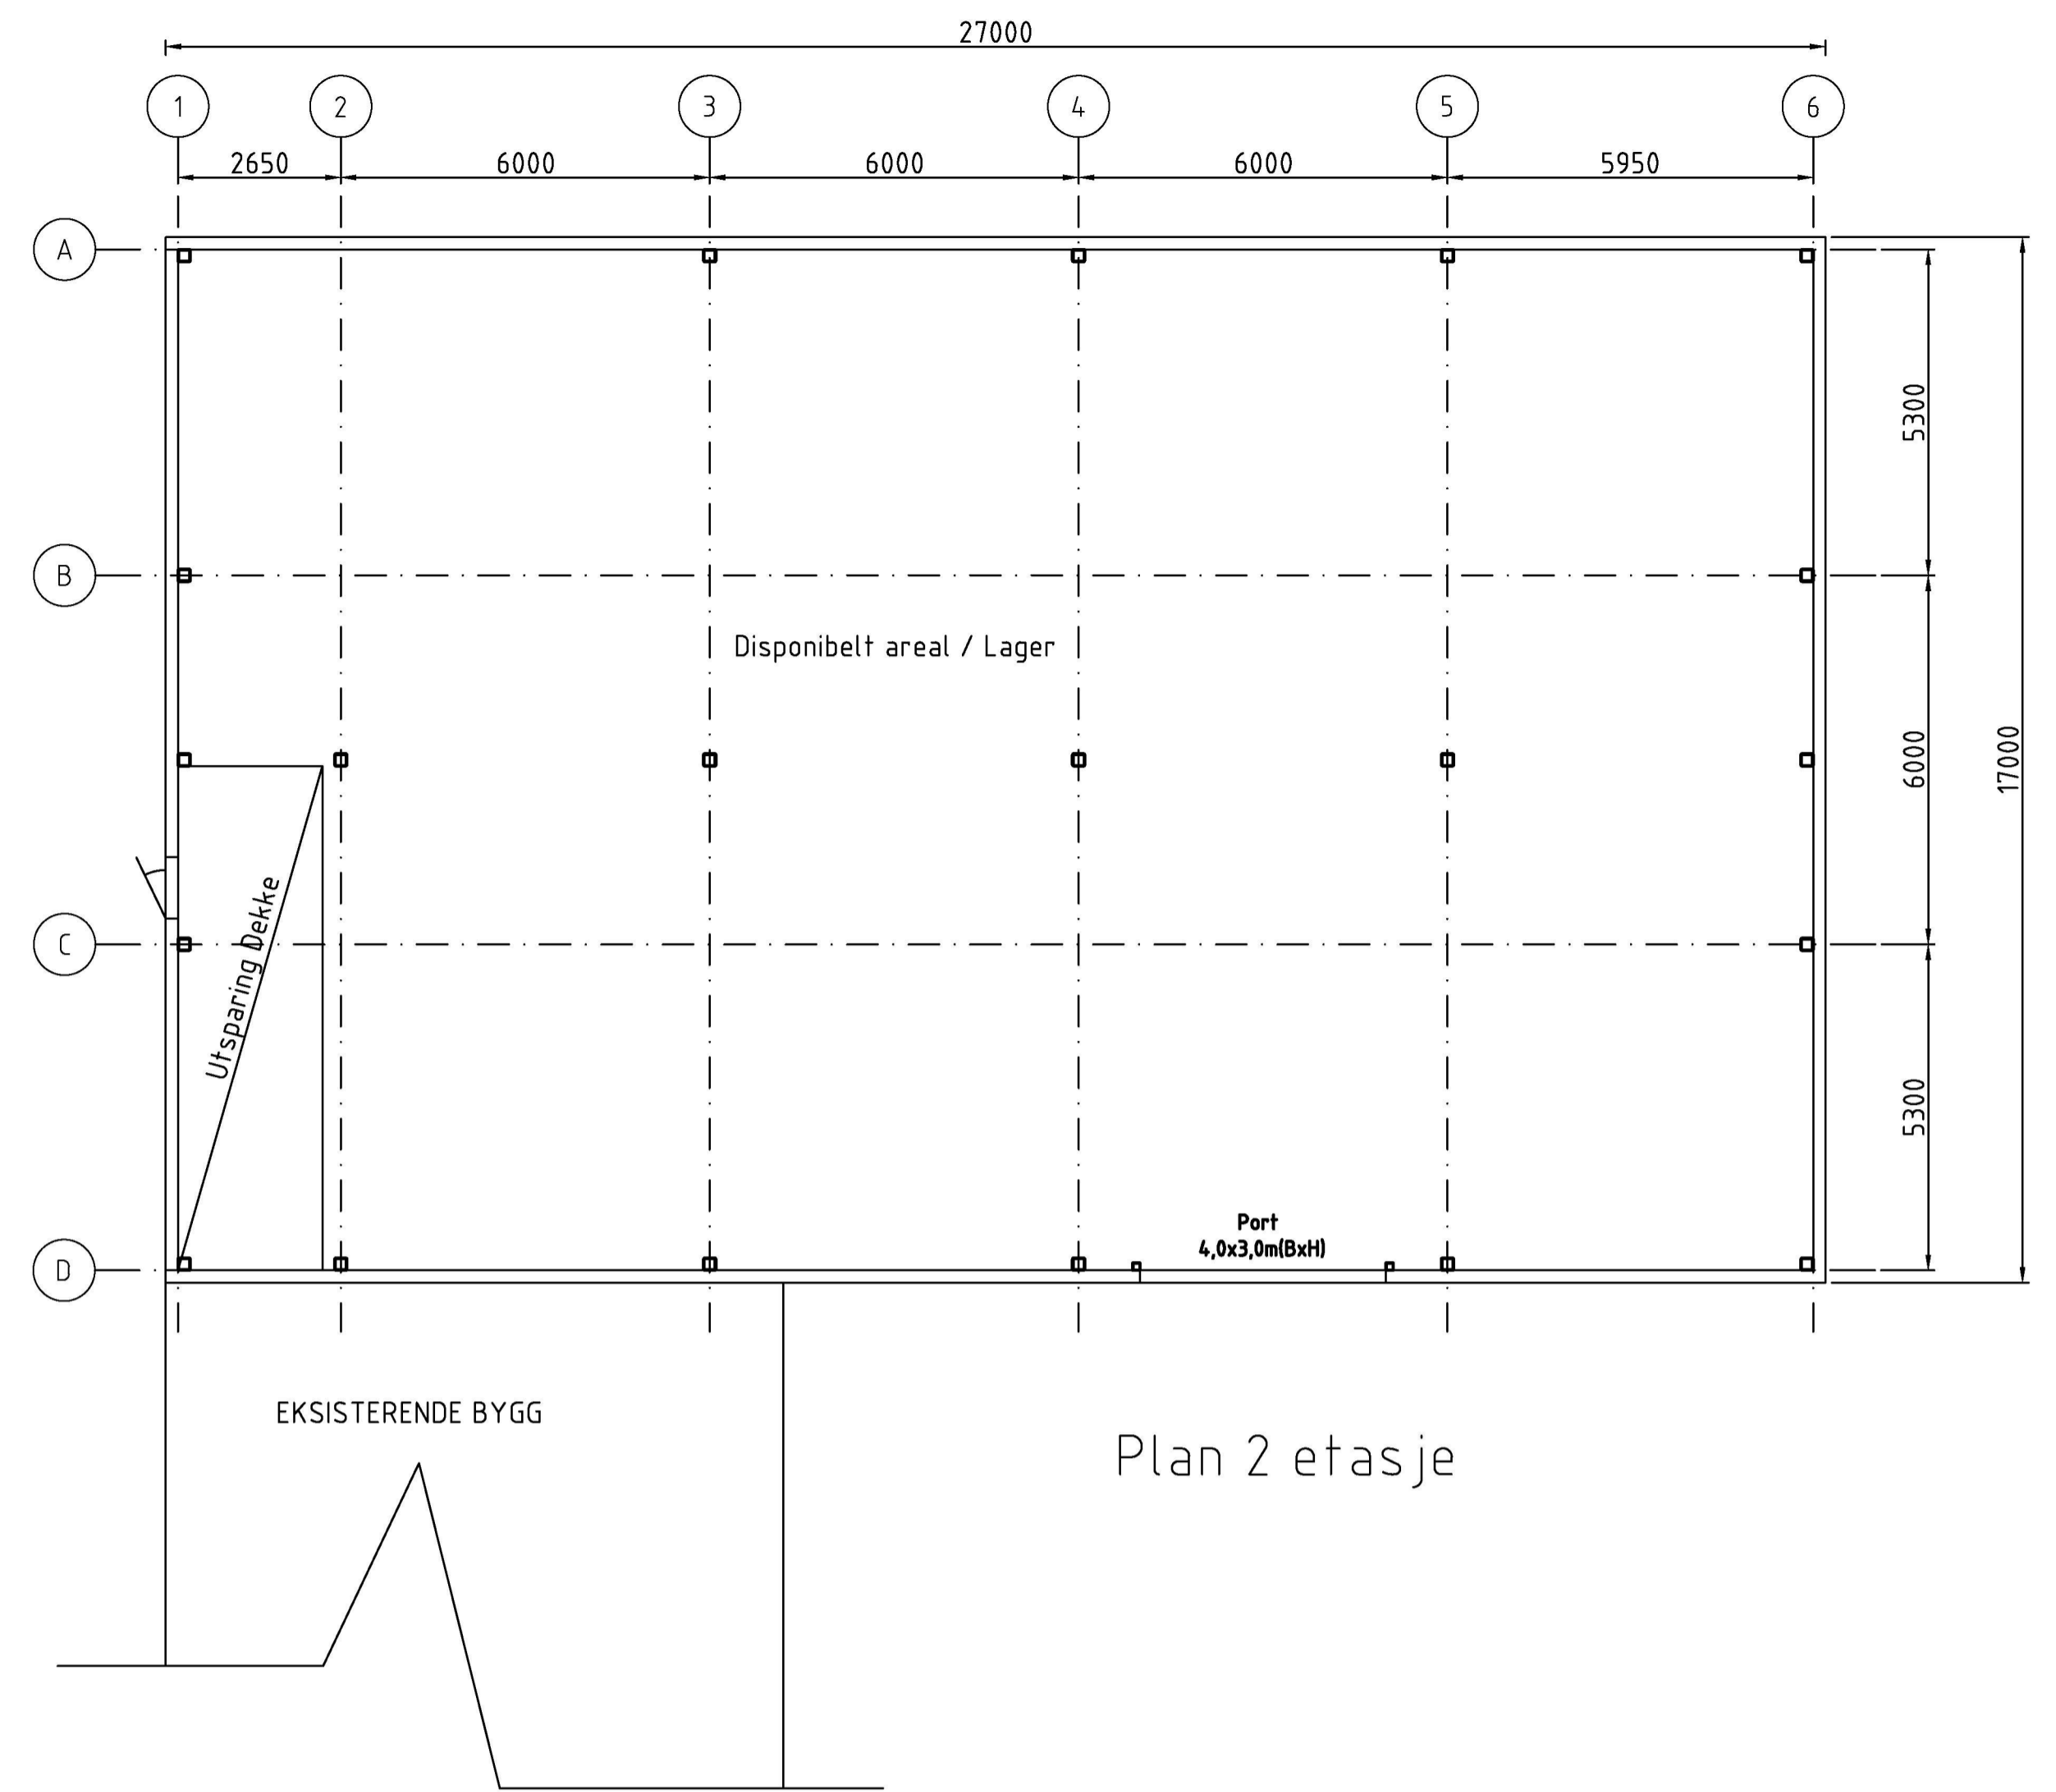 27000
1
2
3
4
5
6
2650
6000
6000
6000
5950
A
5300
B
Disponibelt areal / Lager
6000
17000
Utsparing Dekke
C
5300
Port
4,0x3,0m(BxH)
D
EKSISTERENDE BYGG
Plan 2 etasje